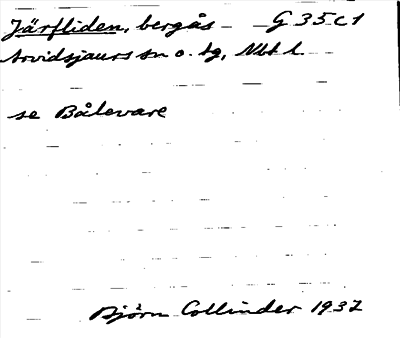 Järfliden, bergås - G 35 c 1
Arvidsjaurs sn o. tg, Nbt l.
se Bålevare
Björn Collinder 1937